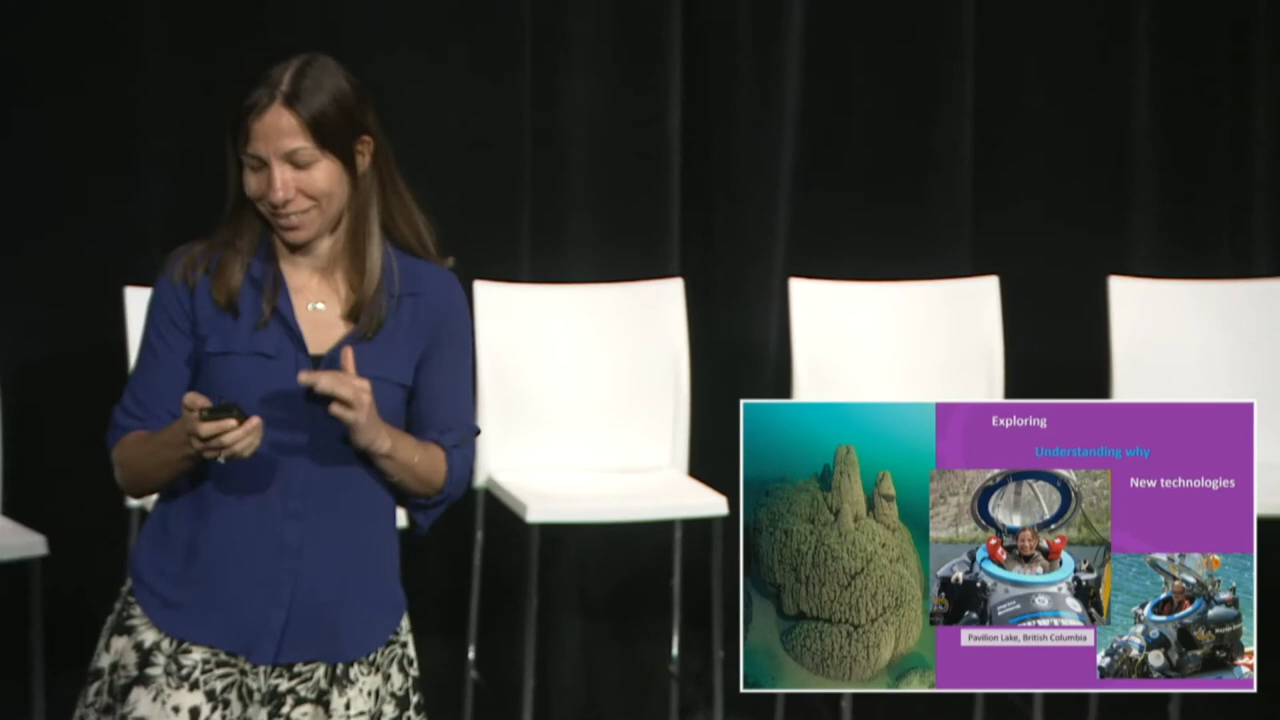 Exploring
Understanding why
New technologies
Pavilion Lake, British Columbia